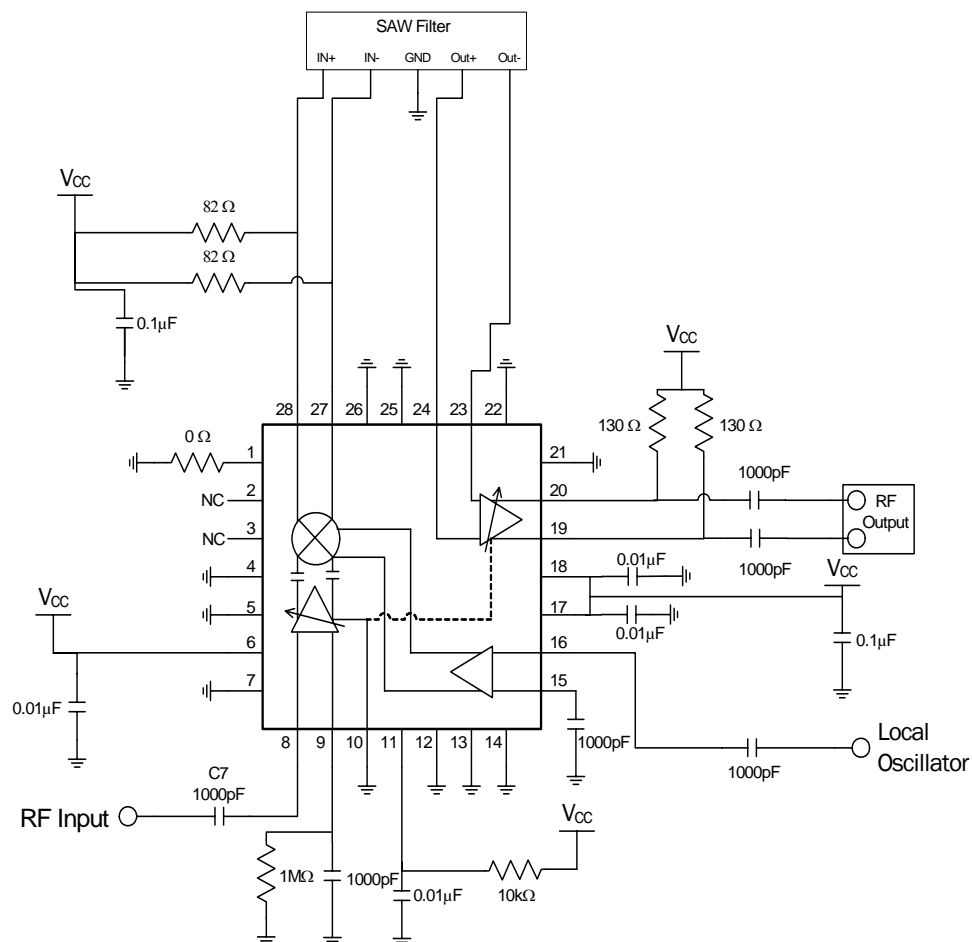 SAW Filter
IN+ IN- GND Out+ Out-
VCC
82 Ω
82 Ω
0.1µF
VCC
28 27 26 25 24 23 22
130 Ω 130 Ω
0 Ω
1
21
1000pF
NC 2
20
RF
Output
NC 3
19
1000pF
4
18
0.01µF
VCC
VCC
5
17
0.01µF
6
16
0.1µF
7
15
0.01µF
8 9 10 11 12 13 14
1000pF
Local
Oscillator
1000pF
C7
1000pF
RF Input
VCC
1MΩ
1000pF
0.01µF
10kΩ